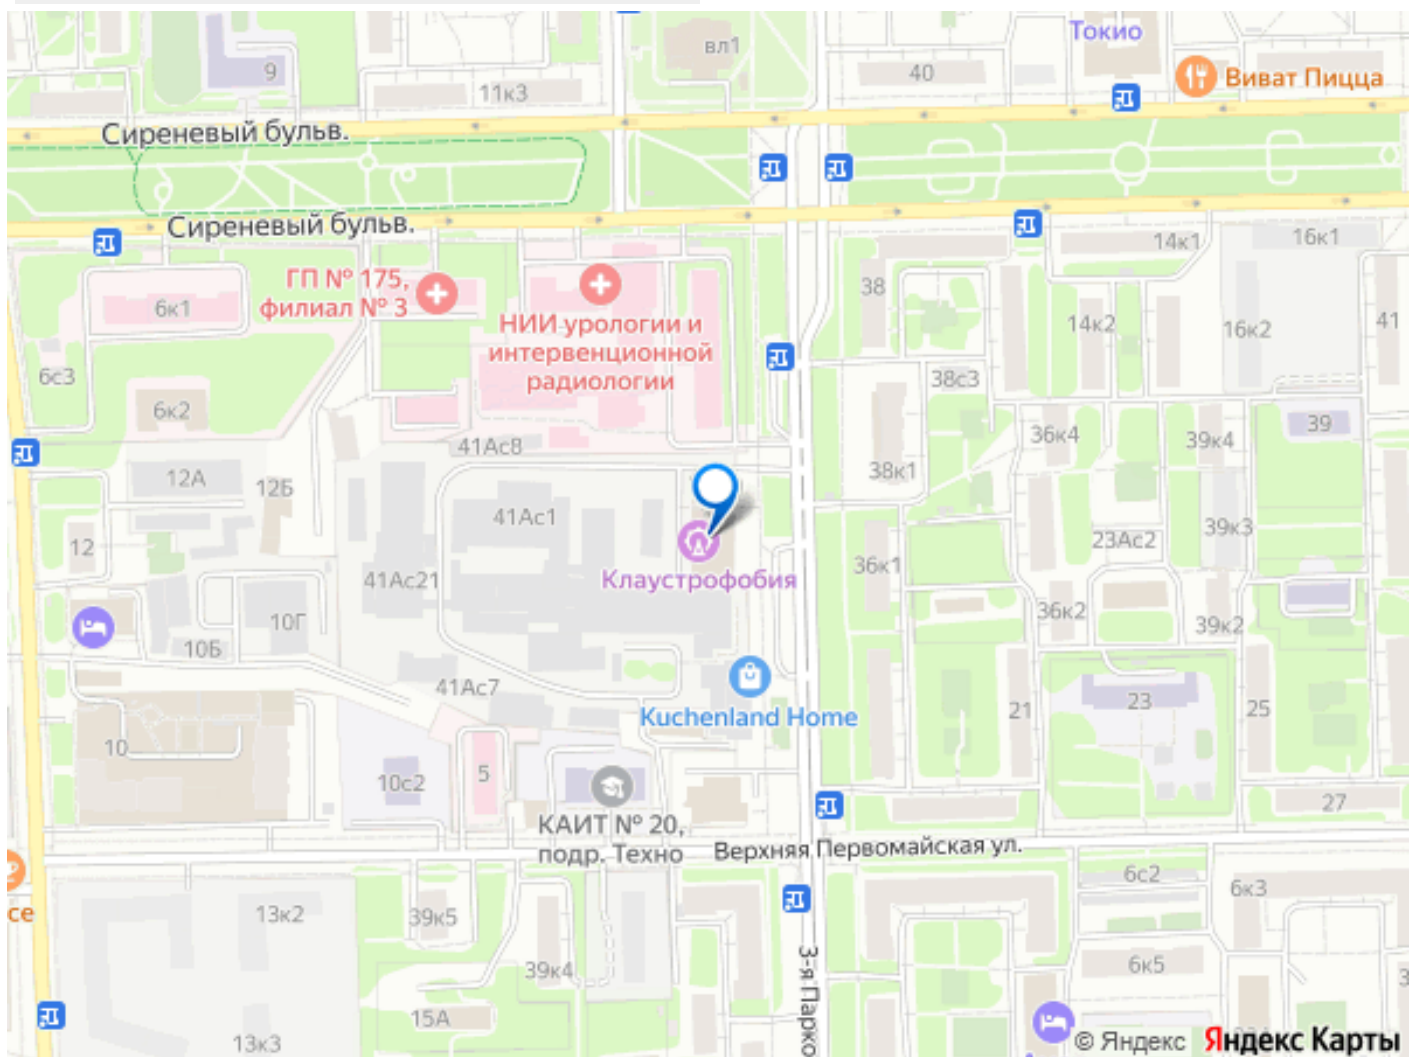 вл1
Токио
9
40
Виват Пицца
11к3
Сиреневый бульв.
Сиреневый бульв.
14к1
16к1
ГП № 175,
филиал № 3
38
6к1
НИИ урологии и
интервенционной
радиологии
14к2
16к2
41
6с3
38с3
6к2
39
36к4
39к4
41Ас8
38к1
12А
12Б
41Ас1
39к3
23Ас2
12
Клаустрофобия
36к1
41Ас21
36к2
10Г
39к2
10Б
41Ас7
23
21
25
Kuchenland Home
10
5
10с2
27
КАИТ № 20,
подр. Техно
Верхняя Первомайская ул.
6с2
6к3
се
13к2
39к5
3-я Парко
39к4
6к5
3
15А
13к3
© Яндекс
Яндекс Карты